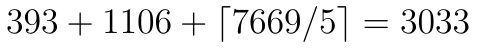 393 + 1106 + ⌈7669/5⌉ = 3033